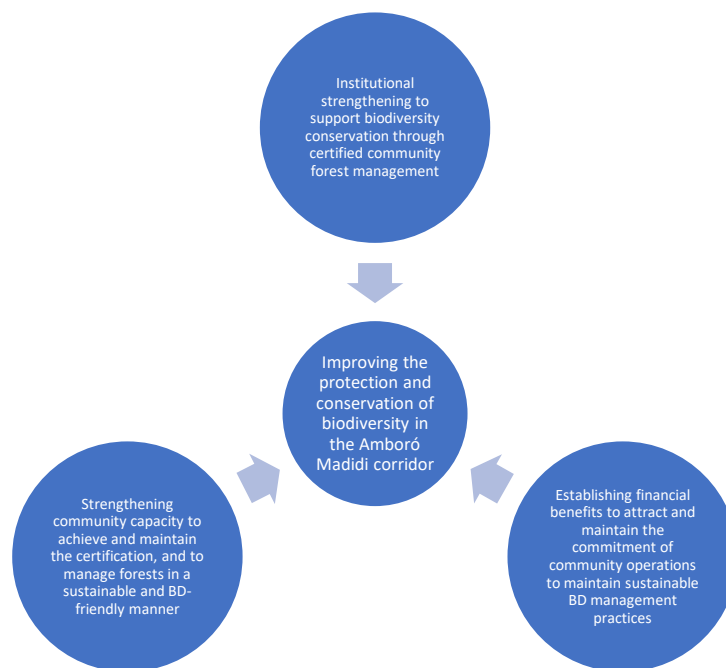 Institutional
strengthening to
support biodiversity
conservation through
certified community
forest management
Improving the
protection and
conservation of
biodiversity in
the Amboró
Madidi corridor
Strengthening
community capacity to
achieve and maintain
the certification, and to
manage forests in a
sustainable and BD-
friendly manner
Establishing financial
benefits to attract and
maintain the
commitment of
community operations
to maintain sustainable
BD management
practices